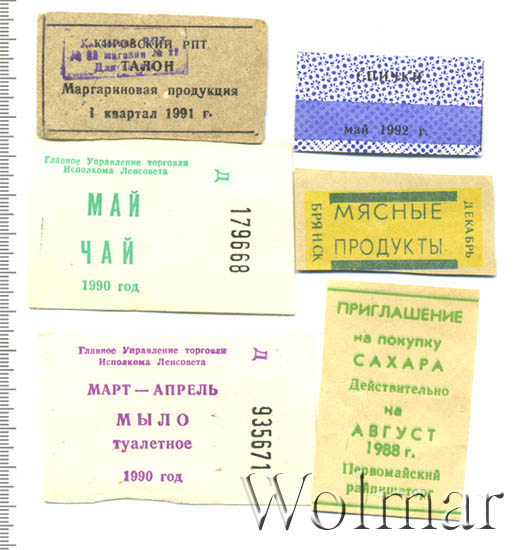 КИРОВСКИЙ РПТ
ТАЛОН
Маргариновая продукция
I квартал 1991 г.
СПИЧКИ
май 1992 г.
Главное Управление торговли
Исполкома Ленсовета
Д
МАЙ
ЧАЙ
1990 год
179668
БРЯНСК
МЯСНЫЕ
ПРОДУКТЫ
ДЕКАБРЬ
Главное Управление торговли
Исполкома Ленсовета
Д
МАРТ — АПРЕЛЬ
МЫЛО
туалетное
1990 год
935671
ПРИГЛАШЕНИЕ
на покупку
САХАРА
Действительно
на
АВГУСТ
1988 г.
Первомайский
райпищеторг
Wolmar